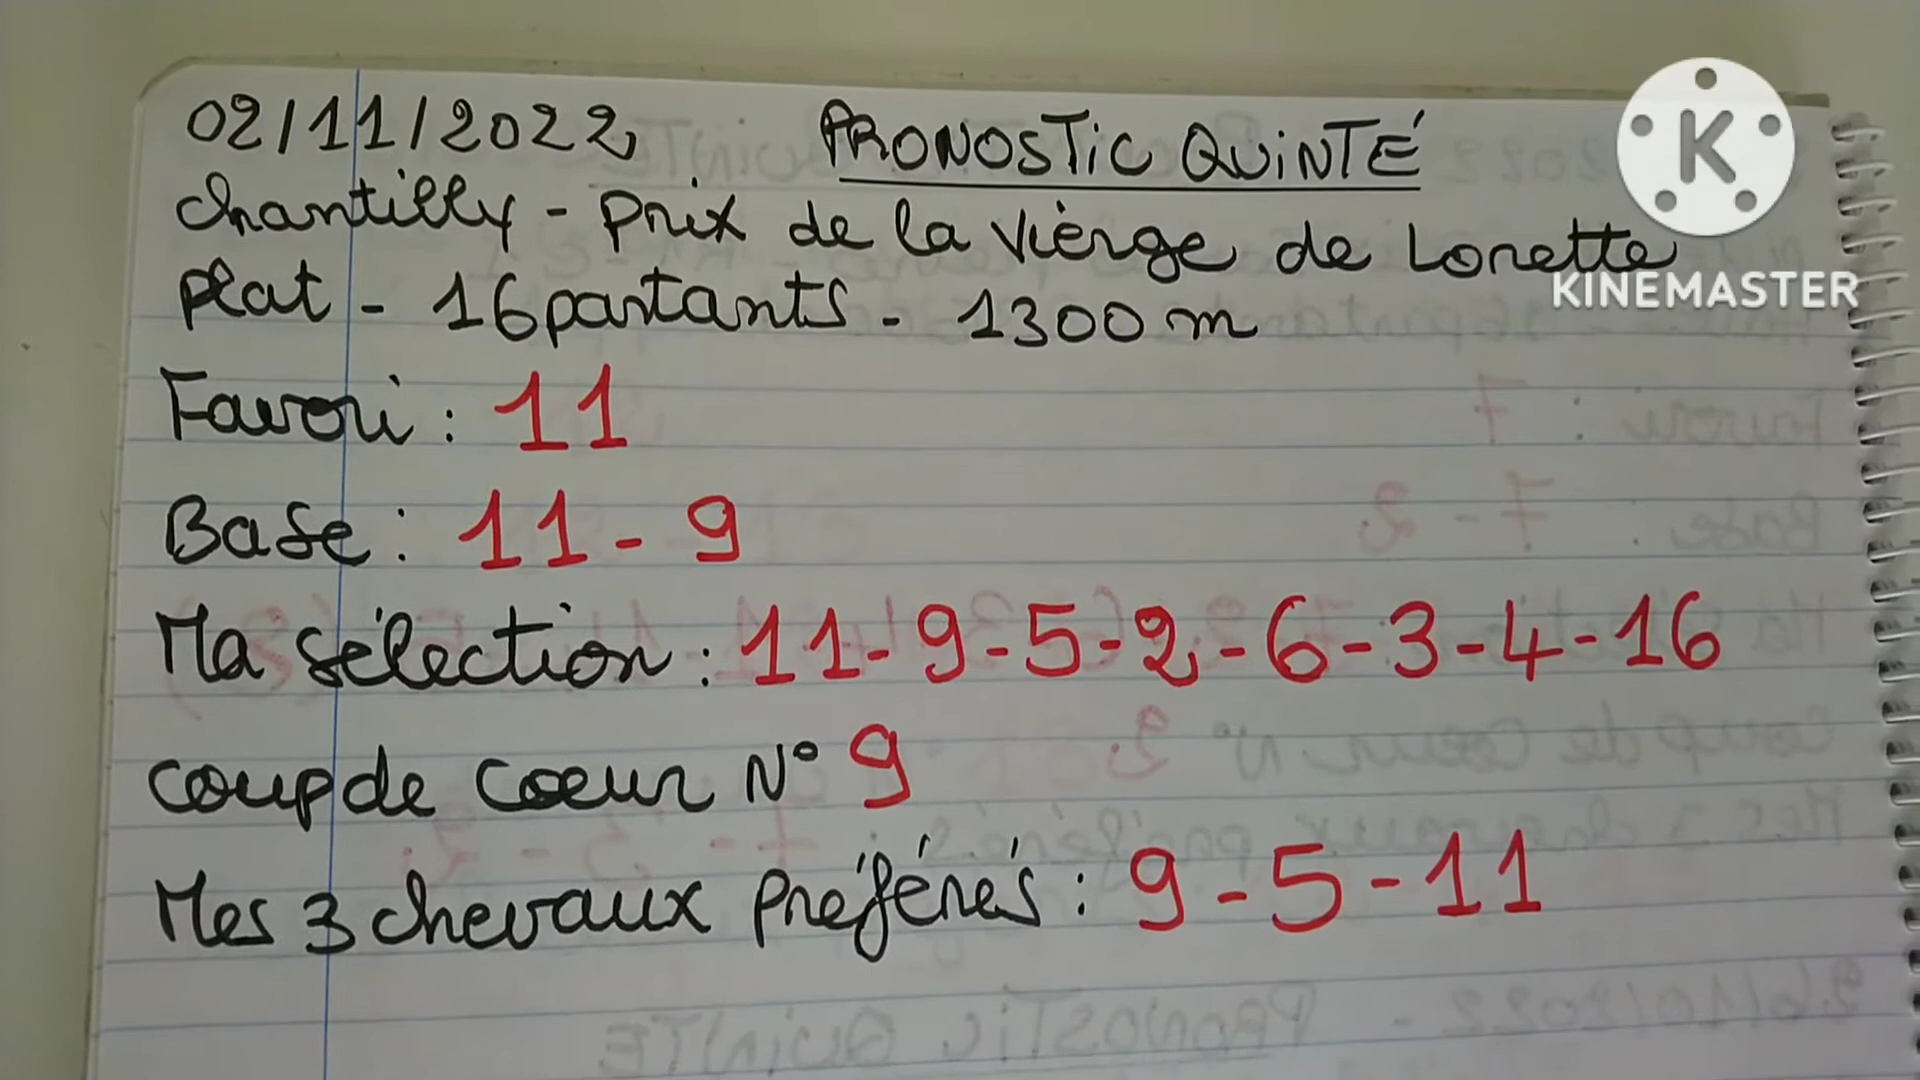 02/11/2022 PRONOSTIC QUINTÉ
chantilly - Prix de la Vierge de Lorette
plat - 16 partants - 1300 m
Favori : 11
Base : 11 - 9
Ma sélection : 11 - 9 - 5 - 2 - 6 - 3 - 4 - 16
coup de coeur N° 9
Mes 3 chevaux préférés : 9 - 5 - 11
K
KINEMASTER